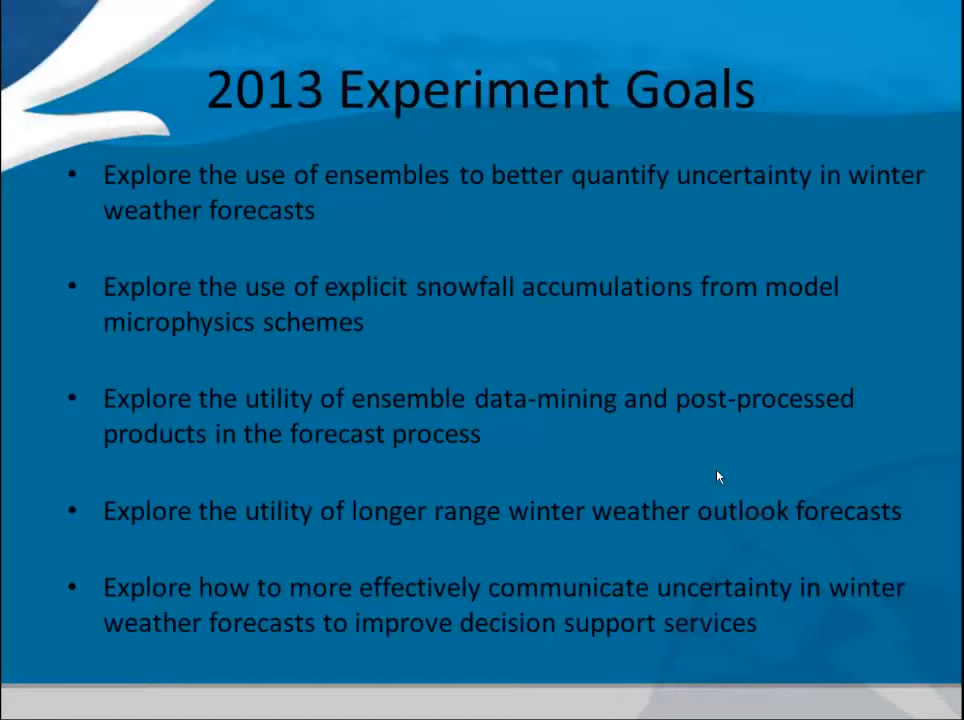 2013 Experiment Goals
• Explore the use of ensembles to better quantify uncertainty in winter
weather forecasts
• Explore the use of explicit snowfall accumulations from model
microphysics schemes
• Explore the utility of ensemble data-mining and post-processed
products in the forecast process
• Explore the utility of longer range winter weather outlook forecasts
• Explore how to more effectively communicate uncertainty in winter
weather forecasts to improve decision support services